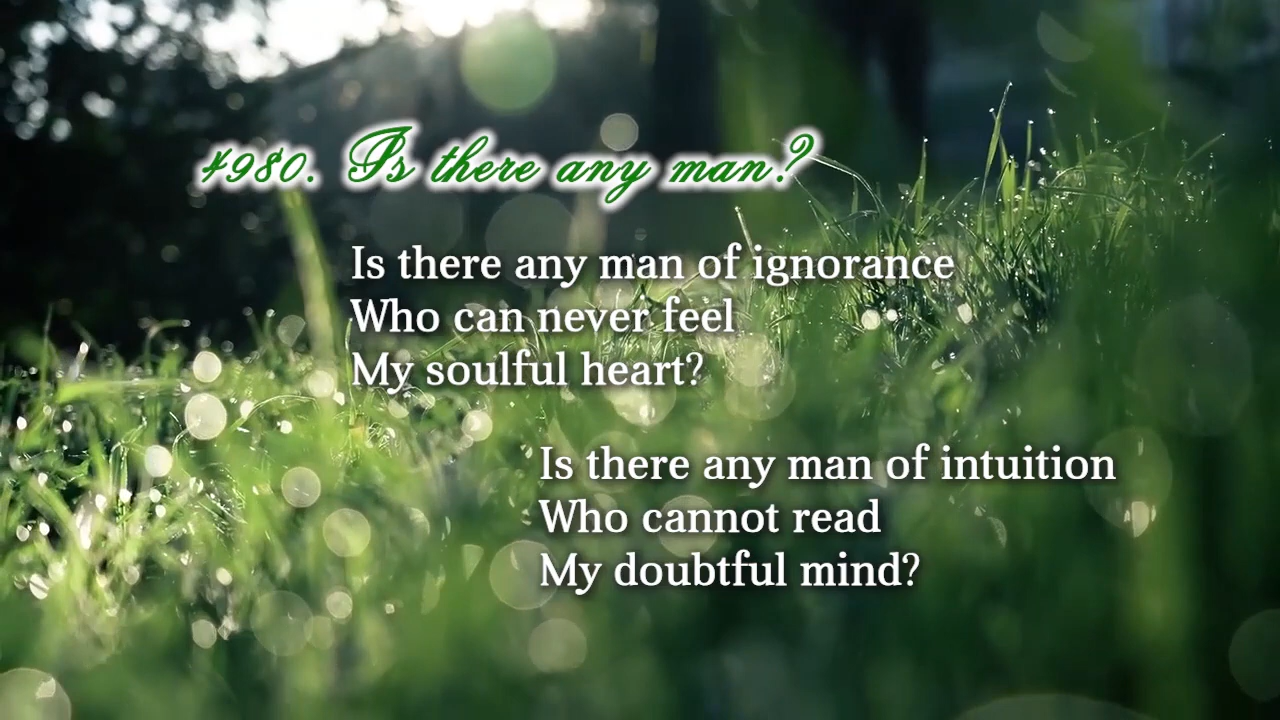 4980. Is there any man?
Is there any man of ignorance
Who can never feel
My soulful heart?
Is there any man of intuition
Who cannot read
My doubtful mind?